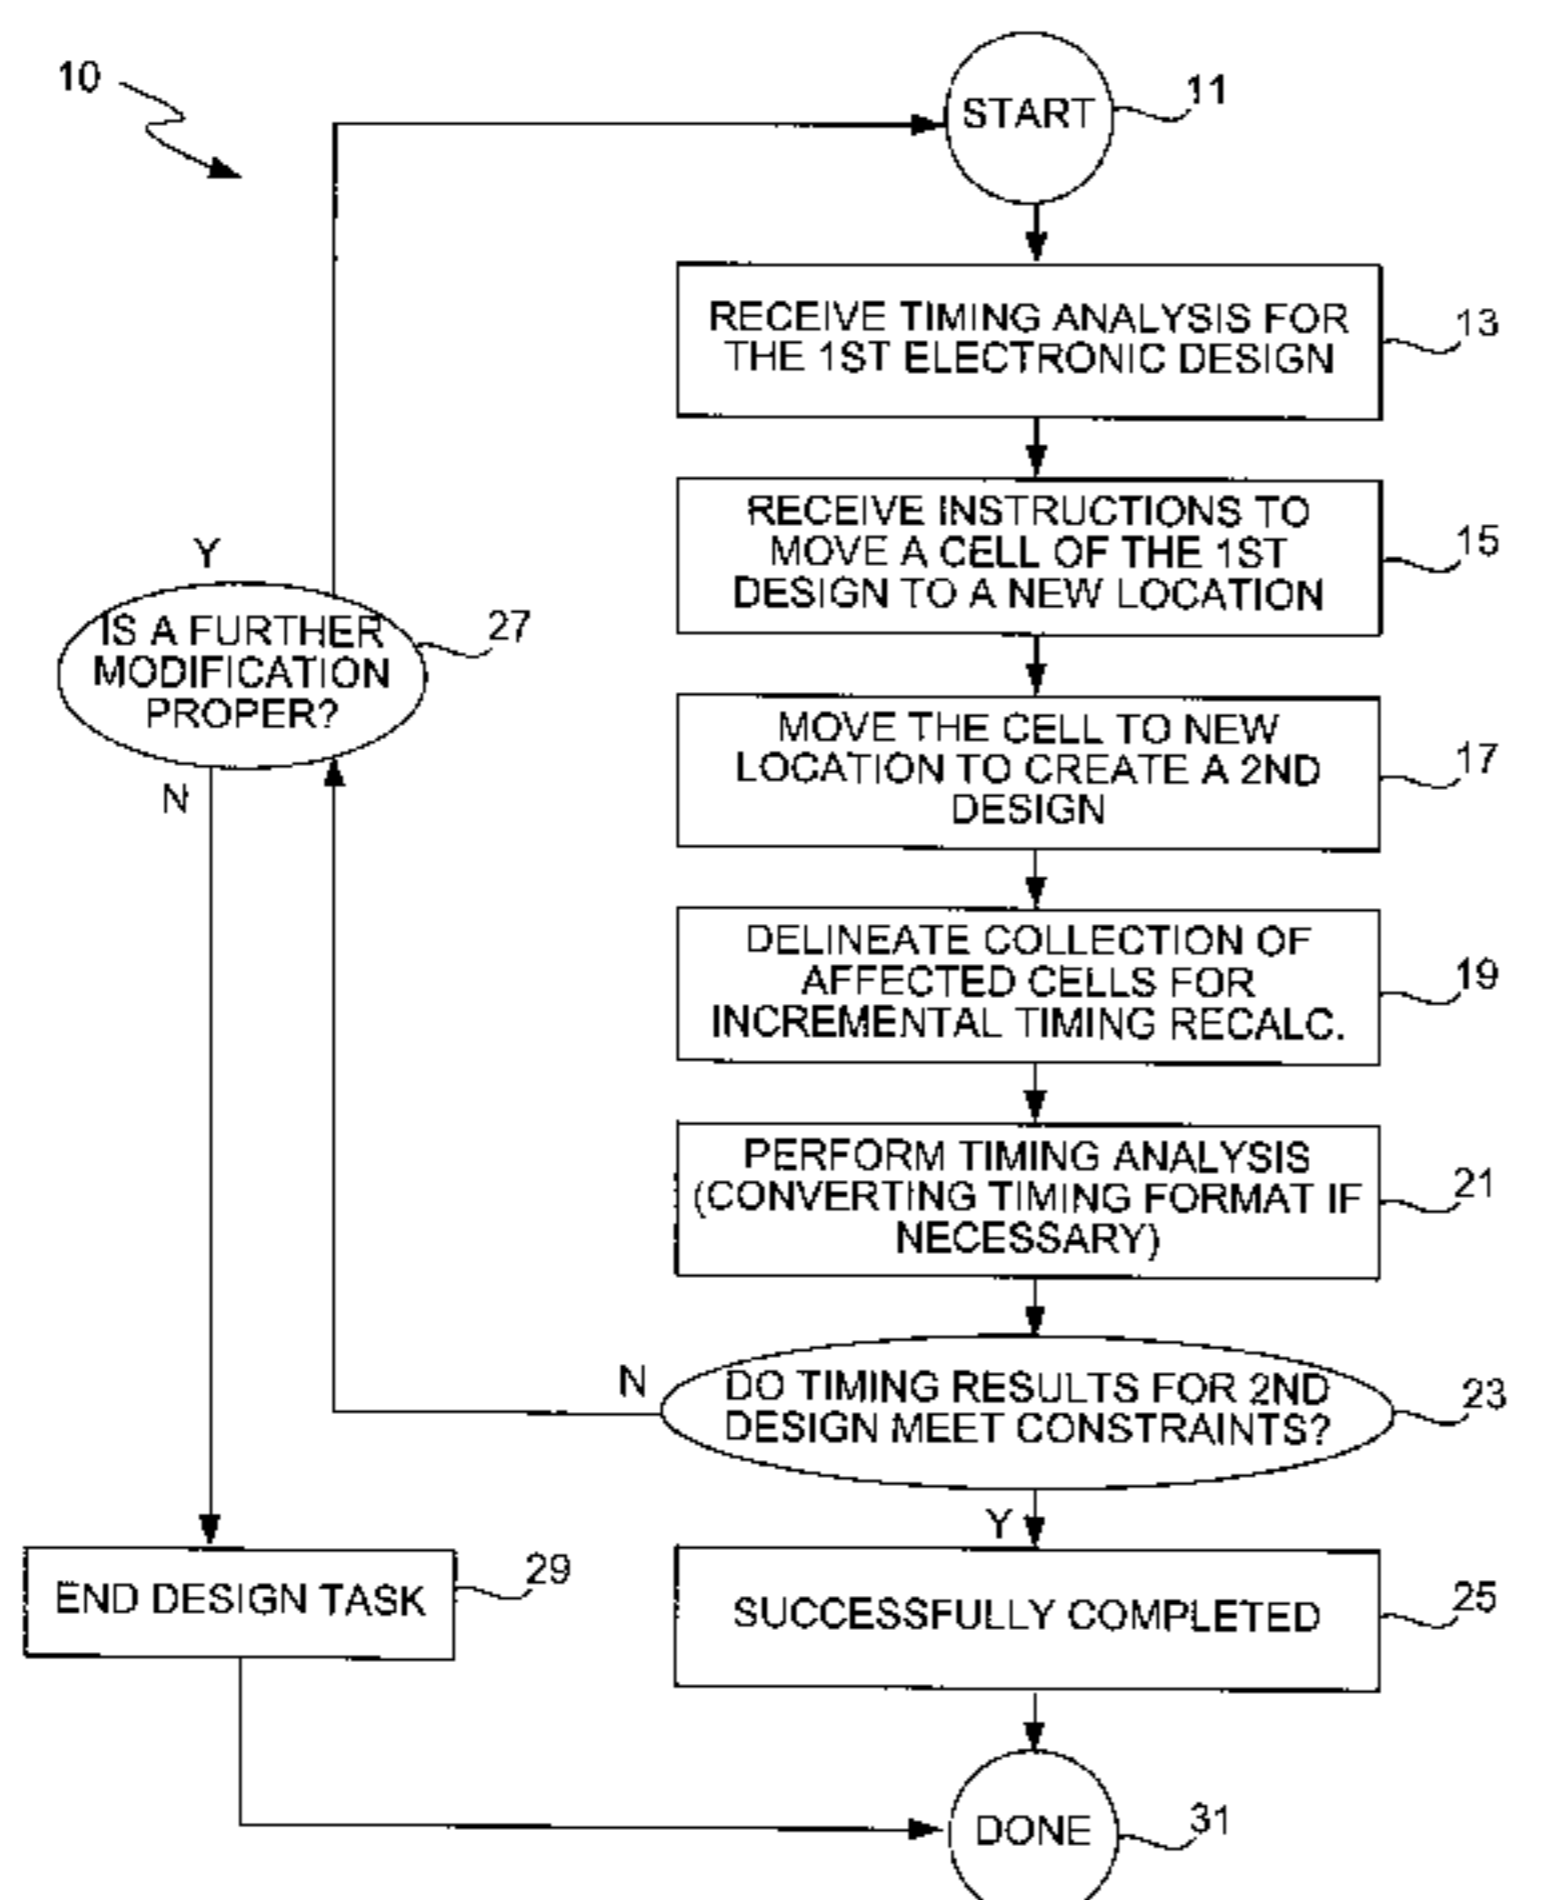 10
START
11
RECEIVE TIMING ANALYSIS FOR
THE 1ST ELECTRONIC DESIGN
13
RECEIVE INSTRUCTIONS TO
MOVE A CELL OF THE 1ST
DESIGN TO A NEW LOCATION
15
Y
IS A FURTHER
MODIFICATION
PROPER?
27
N
MOVE THE CELL TO NEW
LOCATION TO CREATE A 2ND
DESIGN
17
DELINEATE COLLECTION OF
AFFECTED CELLS FOR
INCREMENTAL TIMING RECALC.
19
PERFORM TIMING ANALYSIS
(CONVERTING TIMING FORMAT IF
NECESSARY)
21
N
DO TIMING RESULTS FOR 2ND
DESIGN MEET CONSTRAINTS?
23
Y
END DESIGN TASK
29
SUCCESSFULLY COMPLETED
25
DONE
31